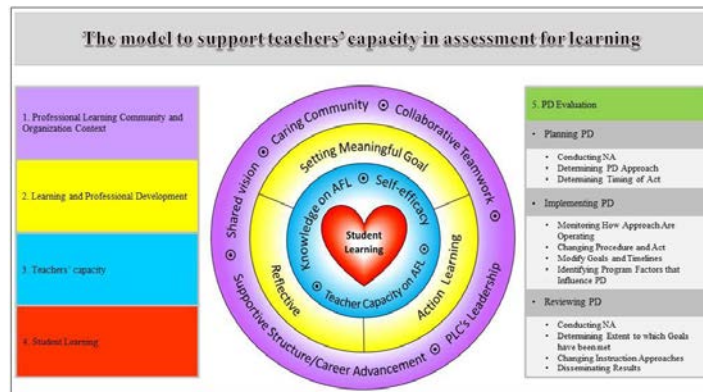 The model to support teachers' capacity in assessment for learning
1. Professional Learning Community and
Organization Context
2. Learning and Professional Development
3. Teachers' capacity
4. Student Learning
Shared vision
Caring Community
Collaborative Teamwork
PLC's Leadership
Supportive Structure/Career Advancement
Setting Meaningful Goal
Action Learning
Reflective
Knowledge on AFL
Self-efficacy
Teacher Capacity on AFL
Student
Learning
5. PD Evaluation
• Planning PD
• Conducting NA
• Determining PD Approach
• Determining Timing of Act
• Implementing PD
• Monitoring How Approach Are
Operating
• Changing Procedure and Act
• Modify Goals and Timelines
• Identifying Program Factors that
Influence PD
• Reviewing PD
• Conducting NA
• Determining Extent to which Goals
have been met
• Changing Instruction Approaches
• Disseminating Results